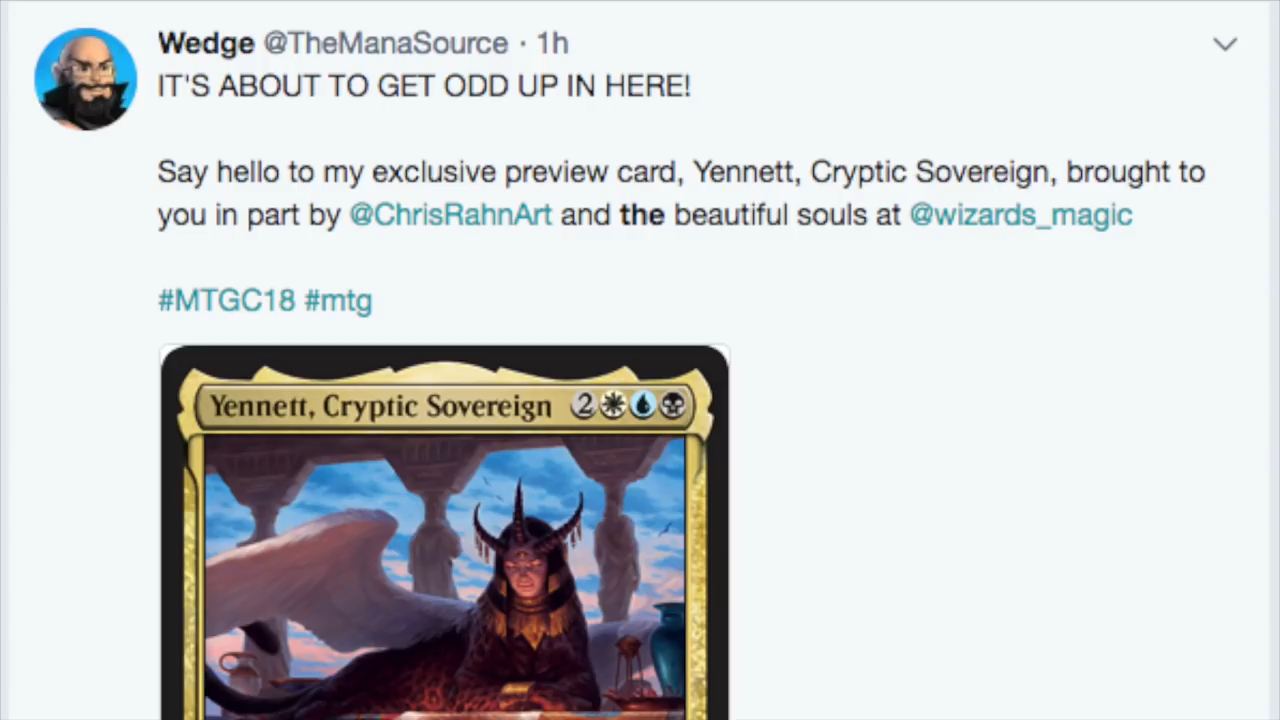 Wedge @TheManaSource · 1h
IT'S ABOUT TO GET ODD UP IN HERE!
Say hello to my exclusive preview card, Yennett, Cryptic Sovereign, brought to
you in part by @ChrisRahnArt and the beautiful souls at @wizards_magic
#MTGC18 #mtg
Yennett, Cryptic Sovereign 2